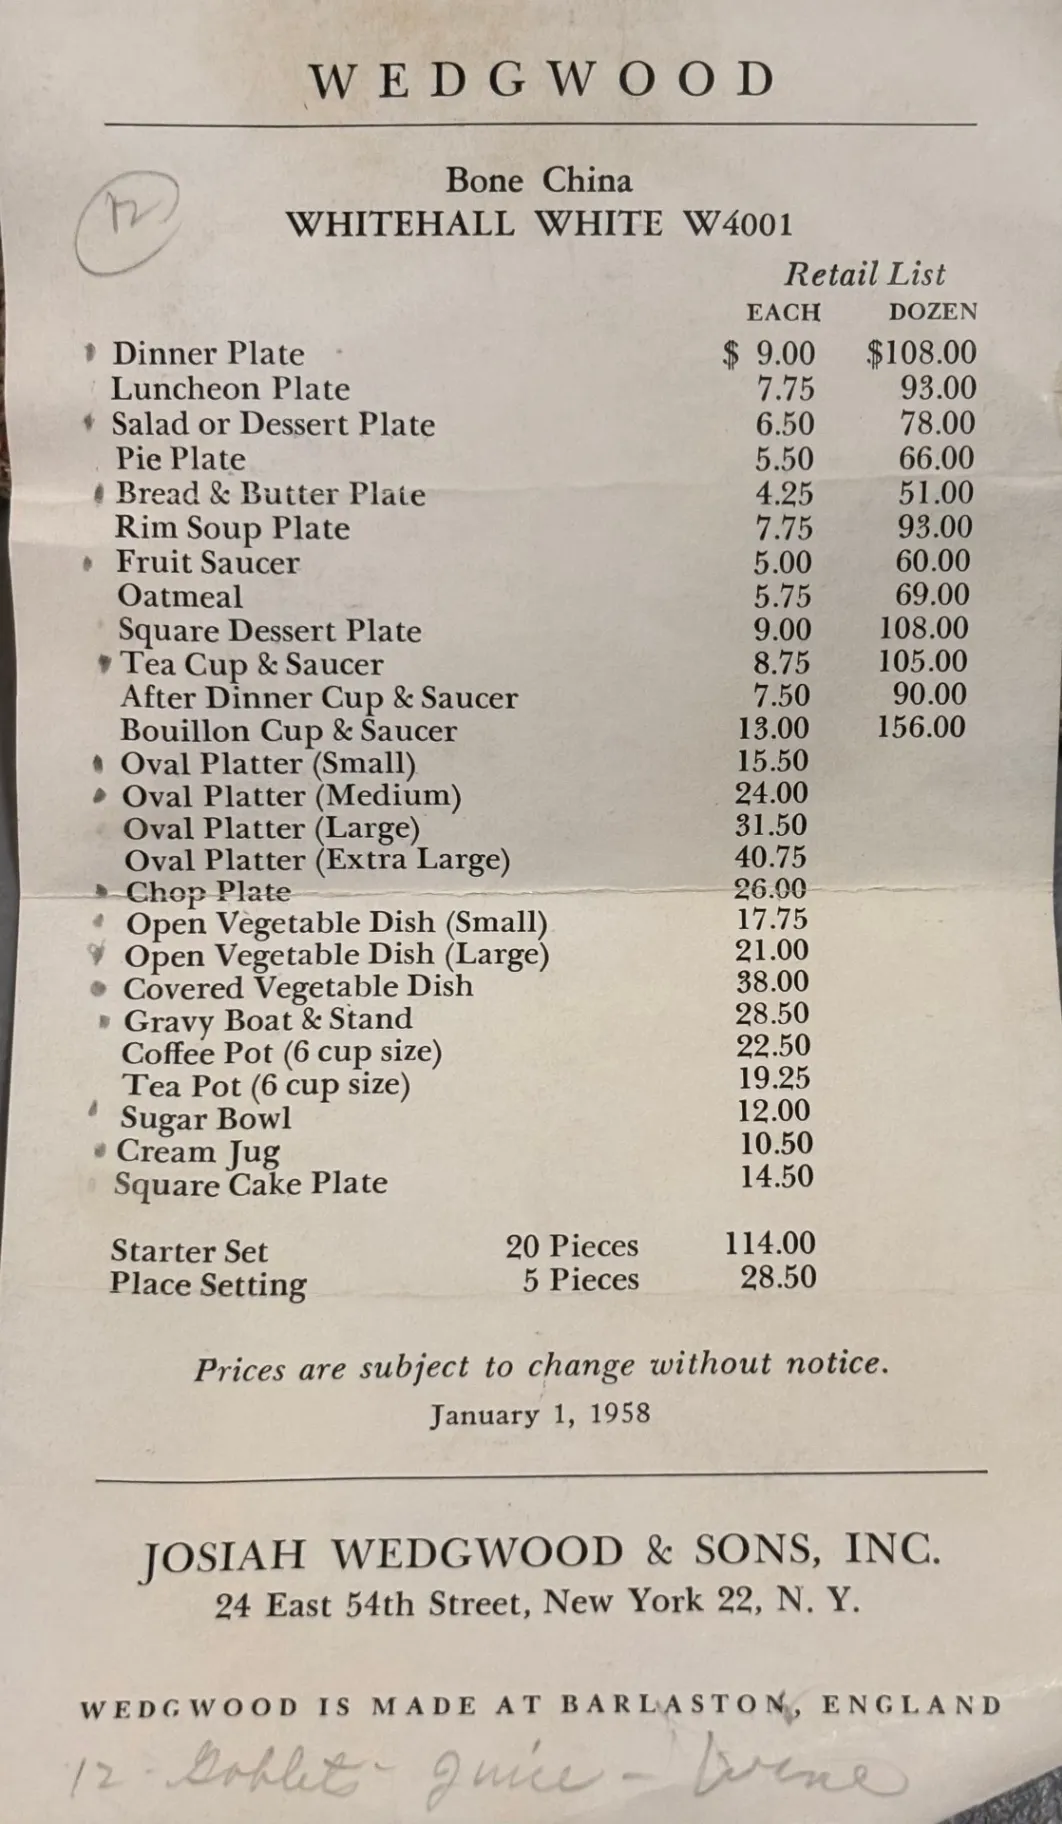 WEDGWOOD
Bone China
12
WHITEHALL WHITE W4001
Retail List
EACH DOZEN
Dinner Plate $ 9.00 $108.00
Luncheon Plate 7.75 93.00
Salad or Dessert Plate 6.50 78.00
Pie Plate 5.50 66.00
Bread & Butter Plate 4.25 51.00
Rim Soup Plate 7.75 93.00
Fruit Saucer 5.00 60.00
Oatmeal 5.75 69.00
Square Dessert Plate 9.00 108.00
Tea Cup & Saucer 8.75 105.00
After Dinner Cup & Saucer 7.50 90.00
Bouillon Cup & Saucer 13.00 156.00
Oval Platter (Small) 15.50
Oval Platter (Medium) 24.00
Oval Platter (Large) 31.50
Oval Platter (Extra Large) 40.75
Chop Plate 26.00
Open Vegetable Dish (Small) 17.75
Open Vegetable Dish (Large) 21.00
Covered Vegetable Dish 38.00
Gravy Boat & Stand 28.50
Coffee Pot (6 cup size) 22.50
Tea Pot (6 cup size) 19.25
Sugar Bowl 12.00
Cream Jug 10.50
Square Cake Plate 14.50
Starter Set 20 Pieces 114.00
Place Setting 5 Pieces 28.50
Prices are subject to change without notice.
January 1, 1958
JOSIAH WEDGWOOD & SONS, INC.
24 East 54th Street, New York 22, N. Y.
WEDGWOOD IS MADE AT BARLASTON, ENGLAND
12 - Goblets - Juice - Wine